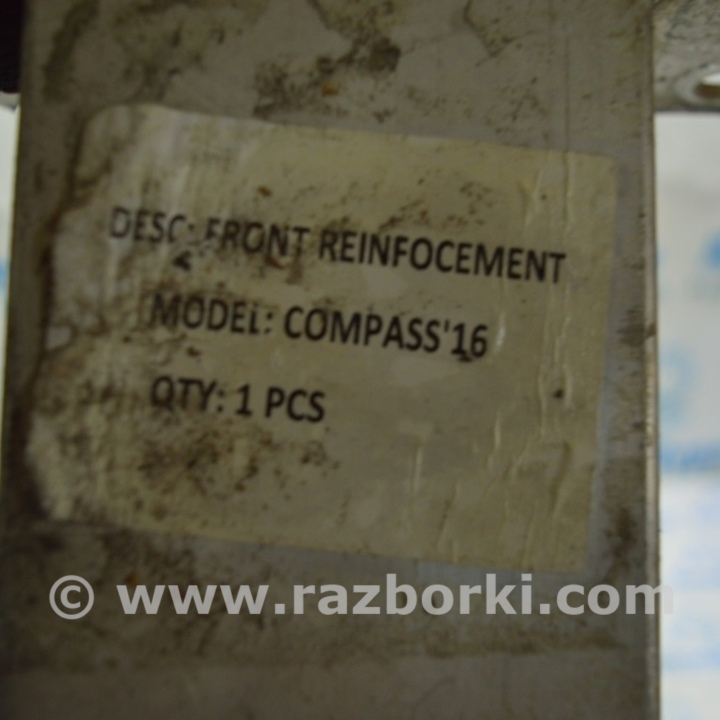 DESC: FRONT REINFOCEMENT
MODEL: COMPASS'16
QTY: 1 PCS
© www.razborki.com